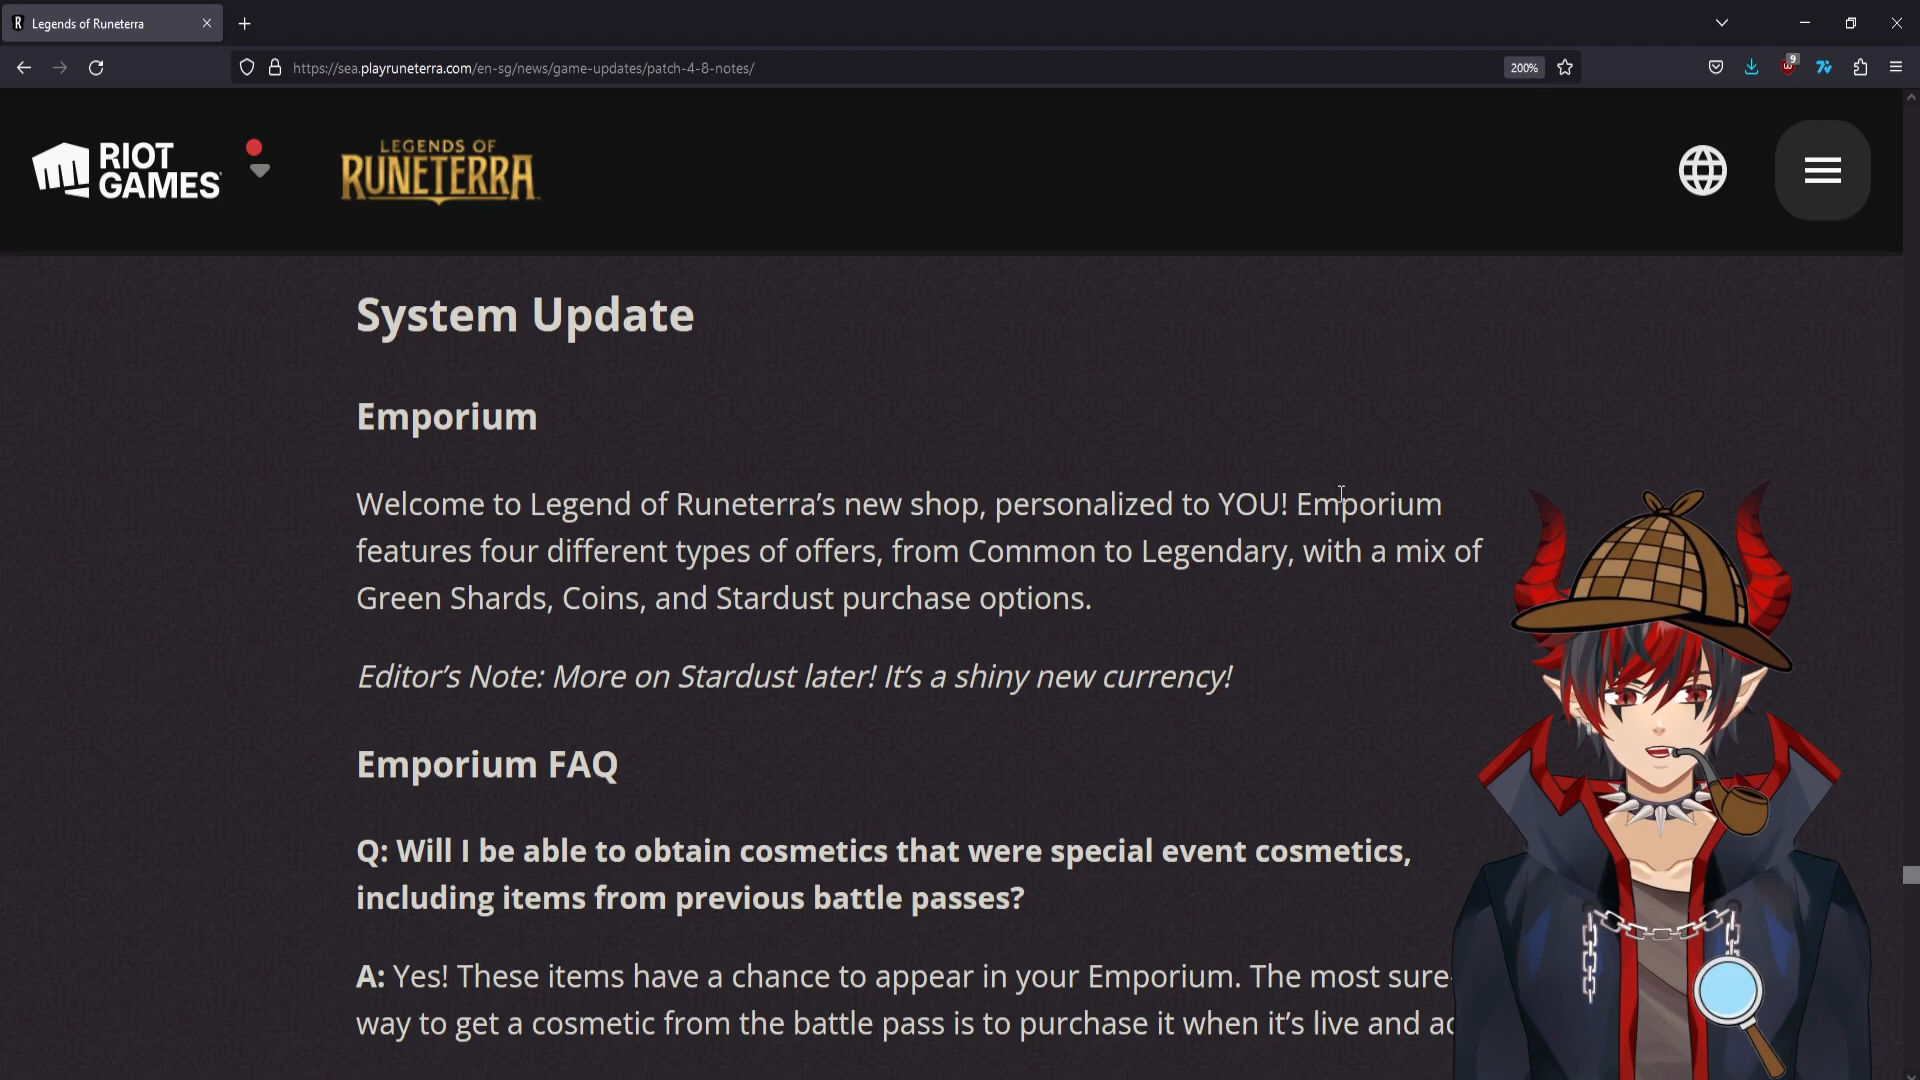 Legends of Runeterra
https://sea.playruneterra.com/en-sg/news/game-updates/patch-4-8-notes/
200%
9
RIOT
GAMES
LEGENDS OF
RUNETERRA
System Update
Emporium
Welcome to Legend of Runeterra’s new shop, personalized to YOU! Emporium
features four different types of offers, from Common to Legendary, with a mix of
Green Shards, Coins, and Stardust purchase options.
Editor’s Note: More on Stardust later! It’s a shiny new currency!
Emporium FAQ
Q: Will I be able to obtain cosmetics that were special event cosmetics,
including items from previous battle passes?
A: Yes! These items have a chance to appear in your Emporium. The most sure-
way to get a cosmetic from the battle pass is to purchase it when it’s live and